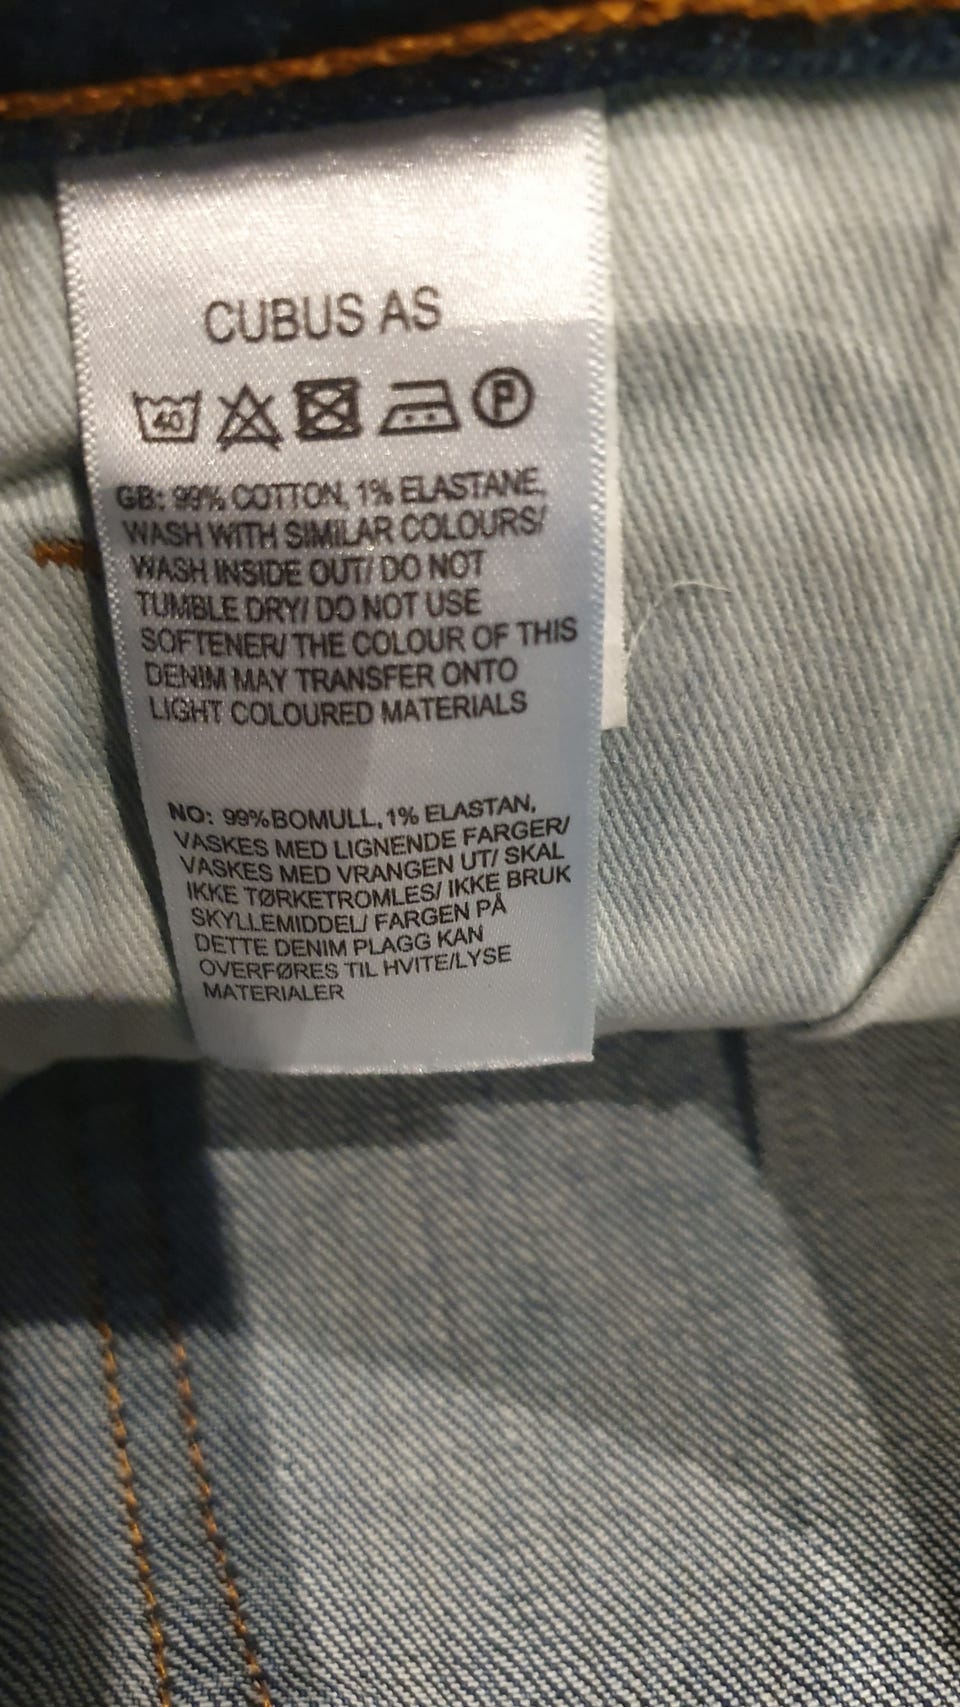 CUBUS AS
40 P
GB: 99% COTTON, 1% ELASTANE,
WASH WITH SIMILAR COLOURS/
WASH INSIDE OUT/ DO NOT
TUMBLE DRY/ DO NOT USE
SOFTENER/ THE COLOUR OF THIS
DENIM MAY TRANSFER ONTO
LIGHT COLOURED MATERIALS
NO: 99%BOMULL, 1% ELASTAN,
VASKES MED LIGNENDE FARGER/
VASKES MED VRANGEN UT/ SKAL
IKKE TØRKETROMLES/ IKKE BRUK
SKYLLEMIDDEL/ FARGEN PÅ
DETTE DENIM PLAGG KAN
OVERFØRES TIL HVITE/LYSE
MATERIALER